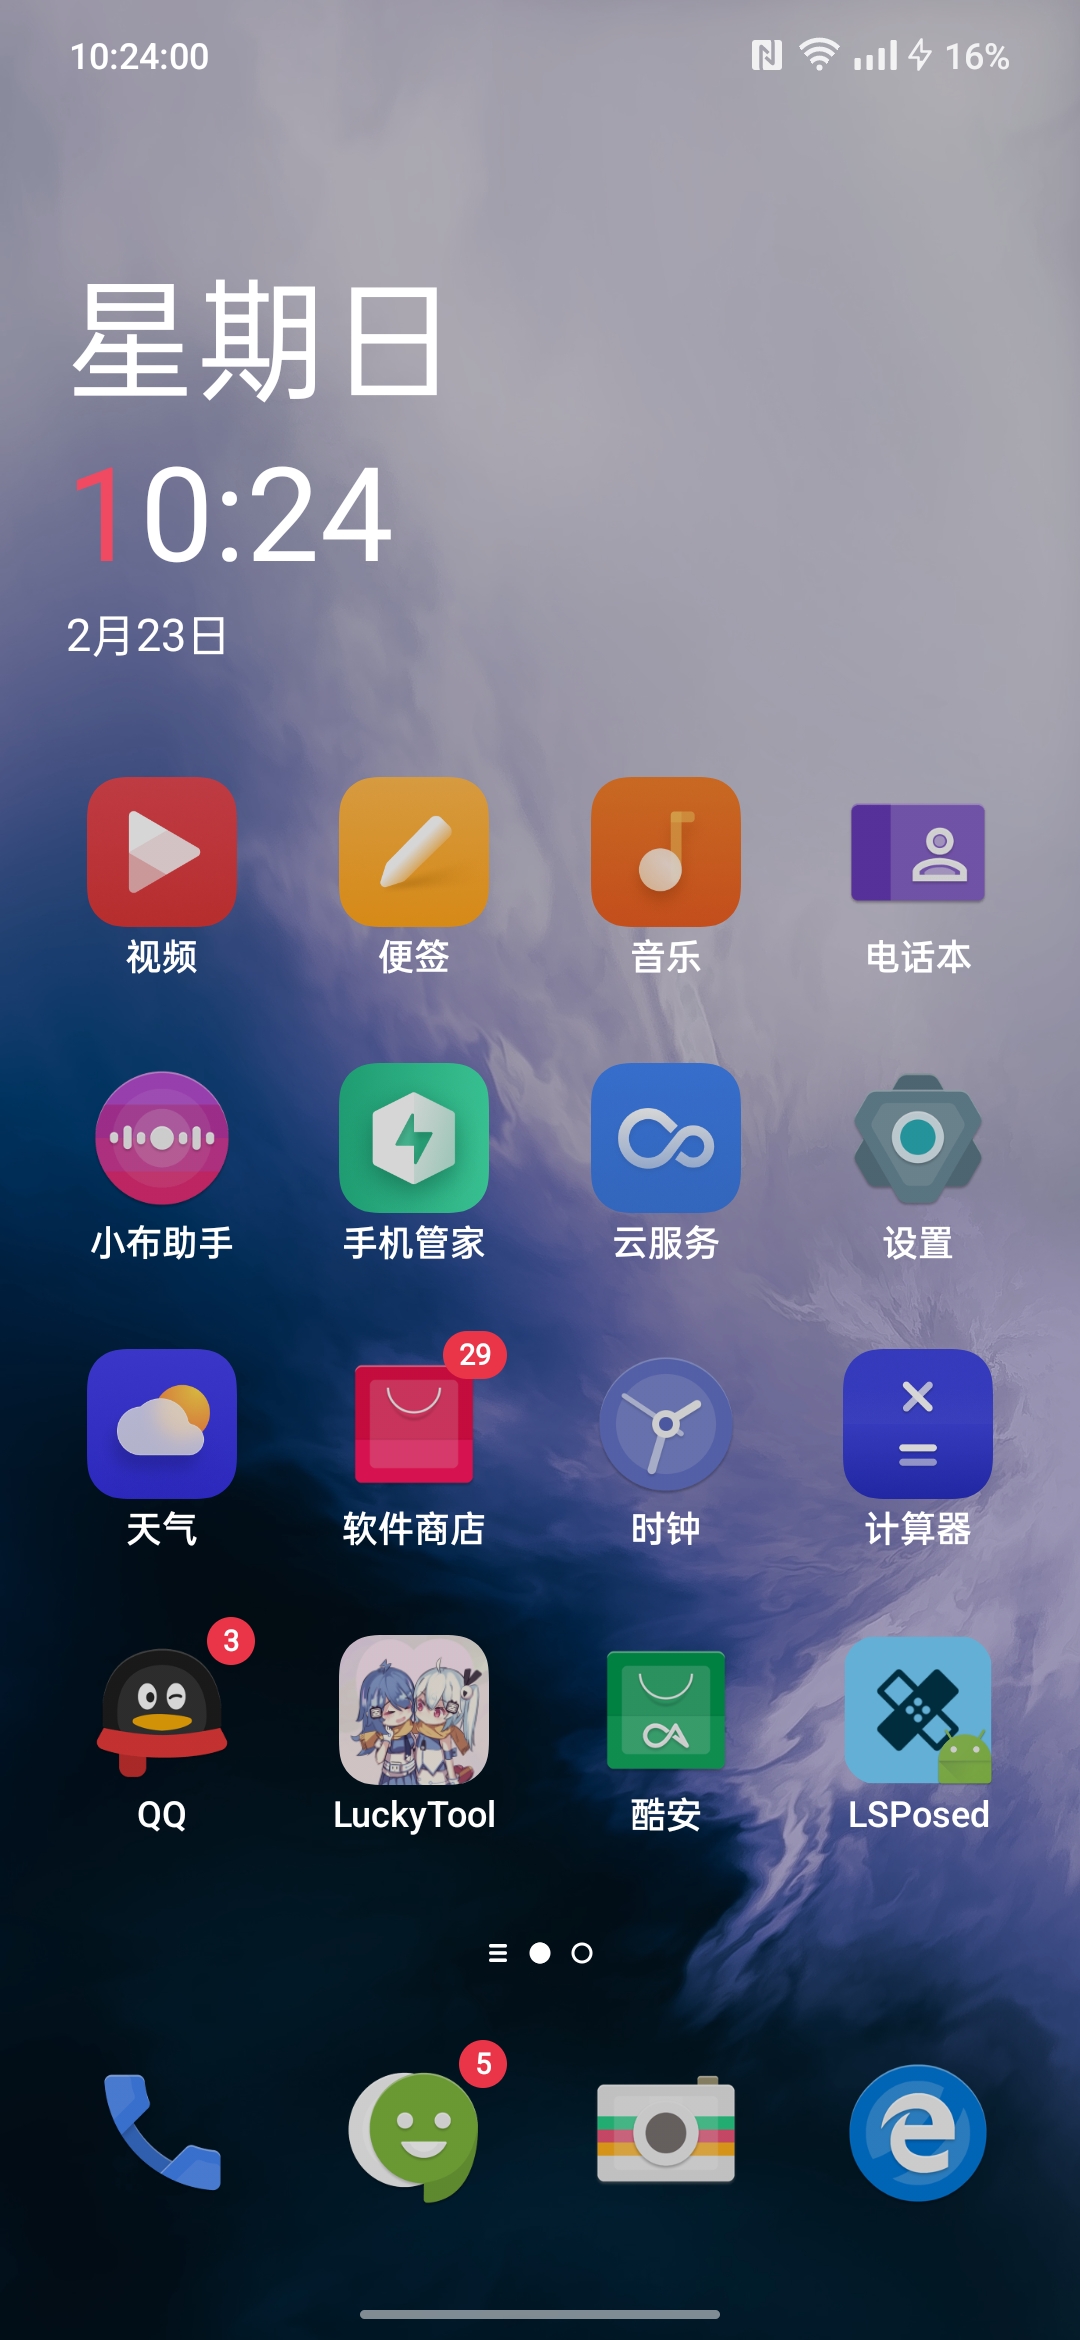 10:24:00 16%
星期日
10:24
2月23日
视频 便签 音乐 电话本
小布助手 手机管家 云服务 设置
29
天气 软件商店 时钟 计算器
3
QQ LuckyTool 酷安 LSPosed
5